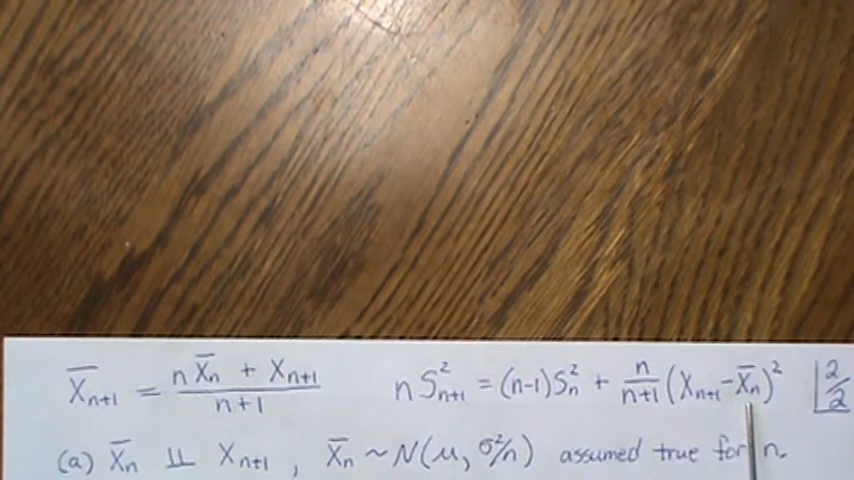 X̄ₙ₊₁ = (n X̄ₙ + Xₙ₊₁) / (n+1)    n S²ₙ₊₁ = (n-1)S²ₙ + n/(n+1) (Xₙ₊₁ - X̄ₙ)²    2/2
(a) X̄ₙ ⫫ Xₙ₊₁ , X̄ₙ ~ N(μ, σ²/n) assumed true for n.